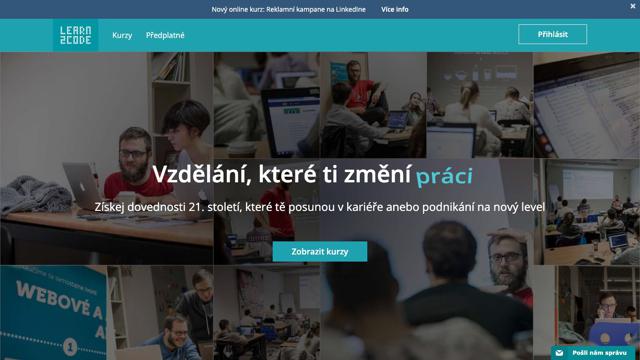 Nový online kurz: Reklamní kampane na LinkedIne Více info
LEARN
2CODE
Kurzy Předplatné
Přihlásit
Vzdělání, které ti změní práci
Získej dovednosti 21. století, které tě posunou v kariéře anebo podnikání na nový level
Zobrazit kurzy
WEBOVÉ A
1
Pošli nám správu